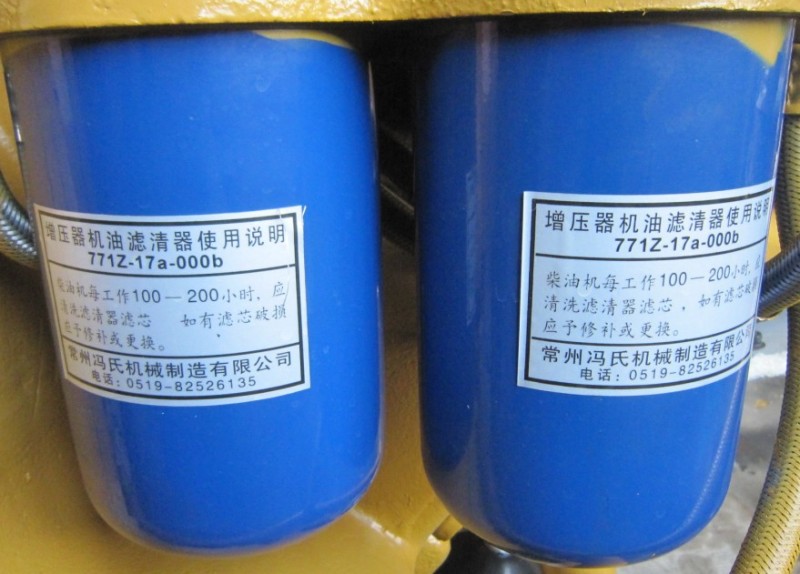 增压器机油滤清器使用说明
771Z-17a-000b
柴油机每工作100—200小时，应
清洗滤清器滤芯 如有滤芯破损
应予修补或更换。
常州冯氏机械制造有限公司
电话：0519-82526135
增压器机油滤清器使用说明
771Z-17a-000b
柴油机每工作100—200小时，应
清洗滤清器滤芯，如有滤芯破损
应予修补或更换。
常州冯氏机械制造有限公司
电话：0519-82526135